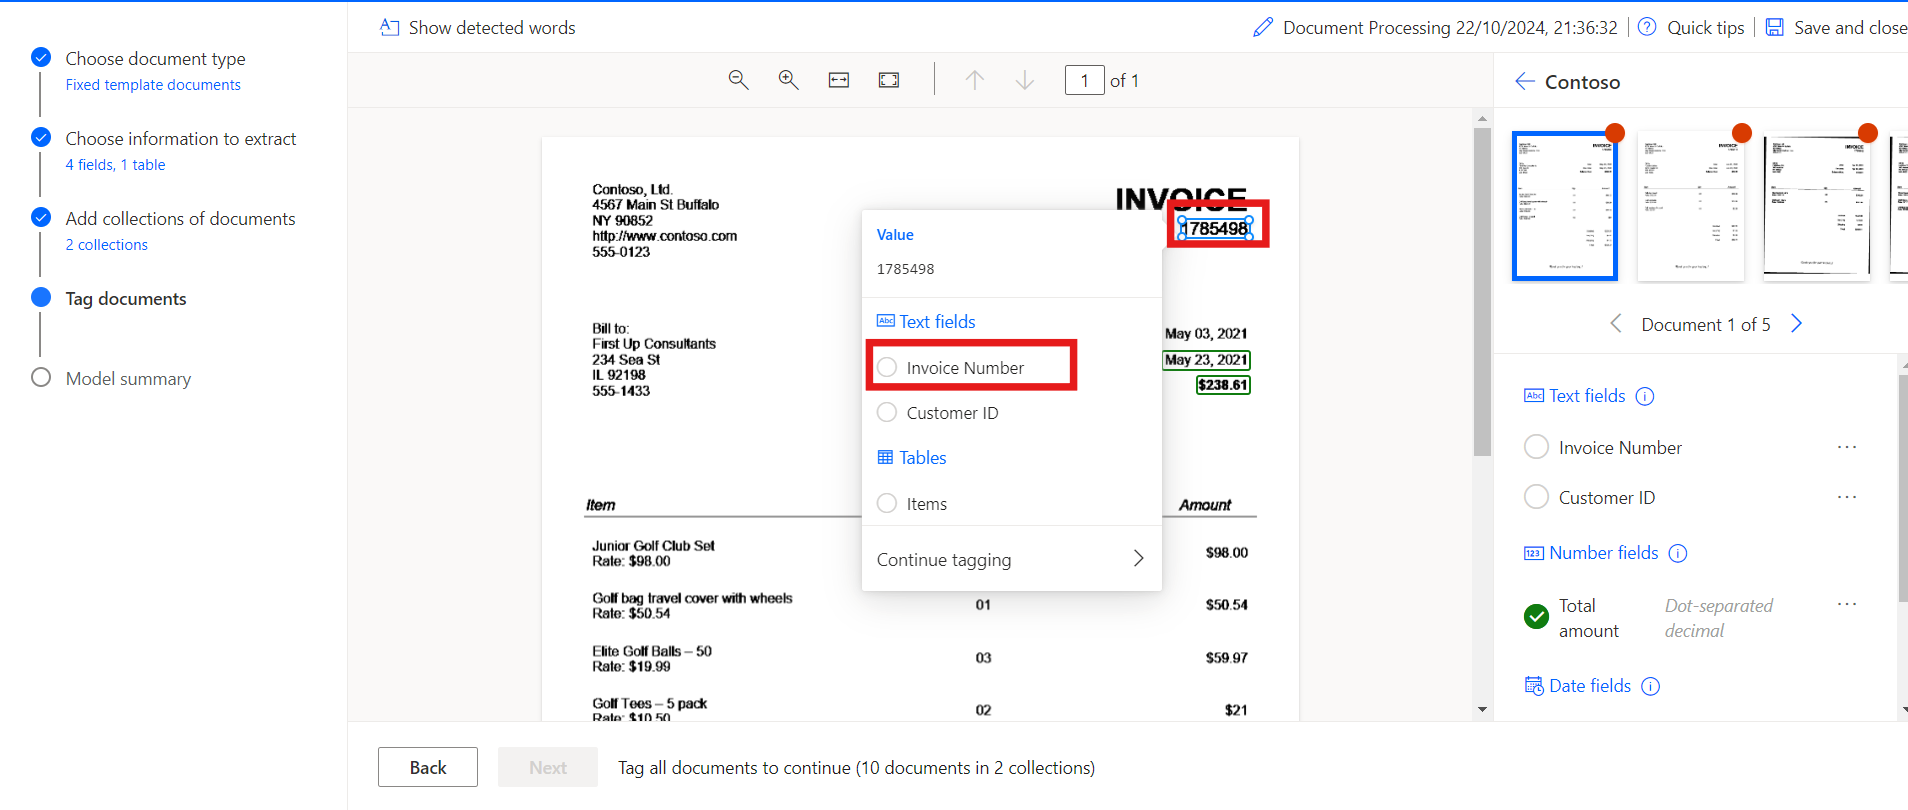 Show detected words
Document Processing 22/10/2024, 21:36:32
Quick tips
Save and close
Choose document type
Fixed template documents
Choose information to extract
4 fields, 1 table
Add collections of documents
2 collections
Tag documents
Model summary
1 of 1
Contoso, Ltd.
4567 Main St Buffalo
NY 90852
http://www.contoso.com
555-0123
INVOICE
1785498
Bill to:
First Up Consultants
234 Sea St
IL 92198
555-1433
May 03, 2021
May 23, 2021
$238.61
Item
Amount
Junior Golf Club Set
Rate: $98.00
$98.00
Golf bag travel cover with wheels
Rate: $50.54
01
$50.54
Elite Golf Balls – 50
Rate: $19.99
03
$59.97
Golf Tees – 5 pack
Rate: $10.50
02
$21
Value
1785498
Abc Text fields
Invoice Number
Customer ID
Tables
Items
Continue tagging
Contoso
Document 1 of 5
Abc Text fields
Invoice Number
Customer ID
123 Number fields
Total
amount
Dot-separated
decimal
Date fields
Back
Next
Tag all documents to continue (10 documents in 2 collections)